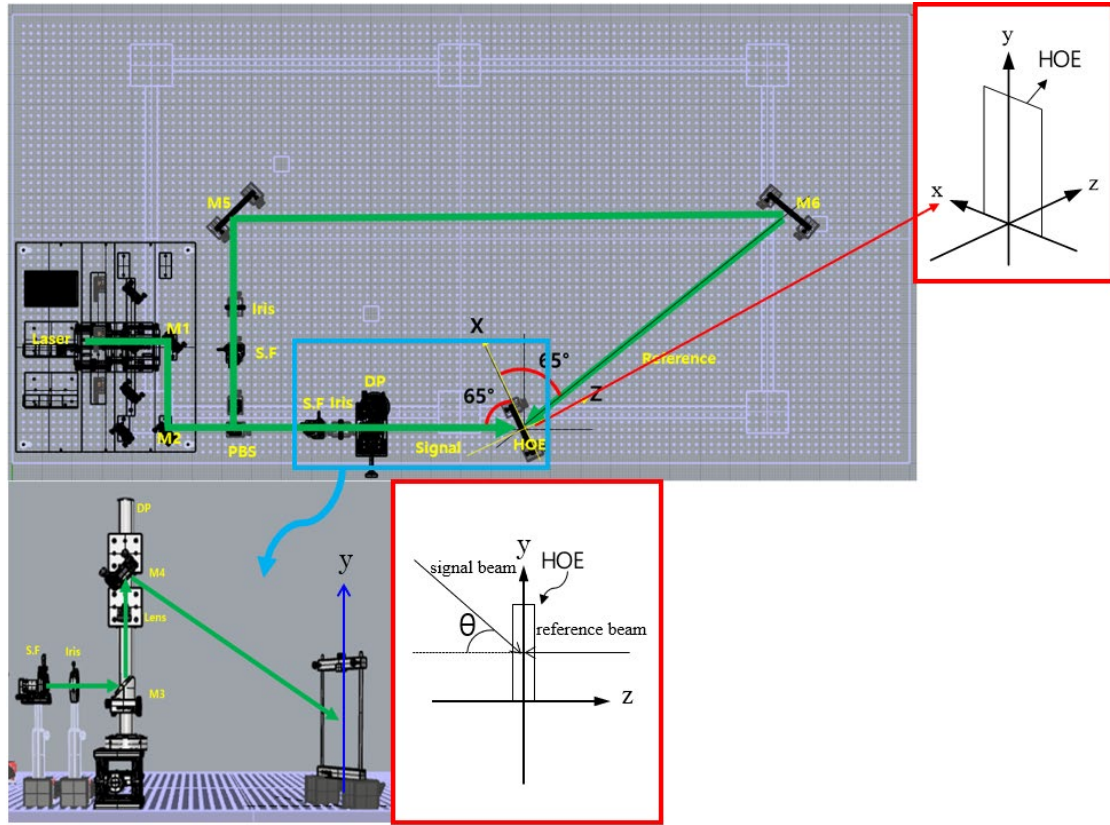 y
HOE
x
z
M5
M6
Iris
Laser
M1
S.F
X
65°
Reference
DP
65°
Z
S.F
Iris
M2
PBS
Signal
HOE
DP
M4
Lens
S.F
Iris
M3
y
y
HOE
signal beam
θ
reference beam
z